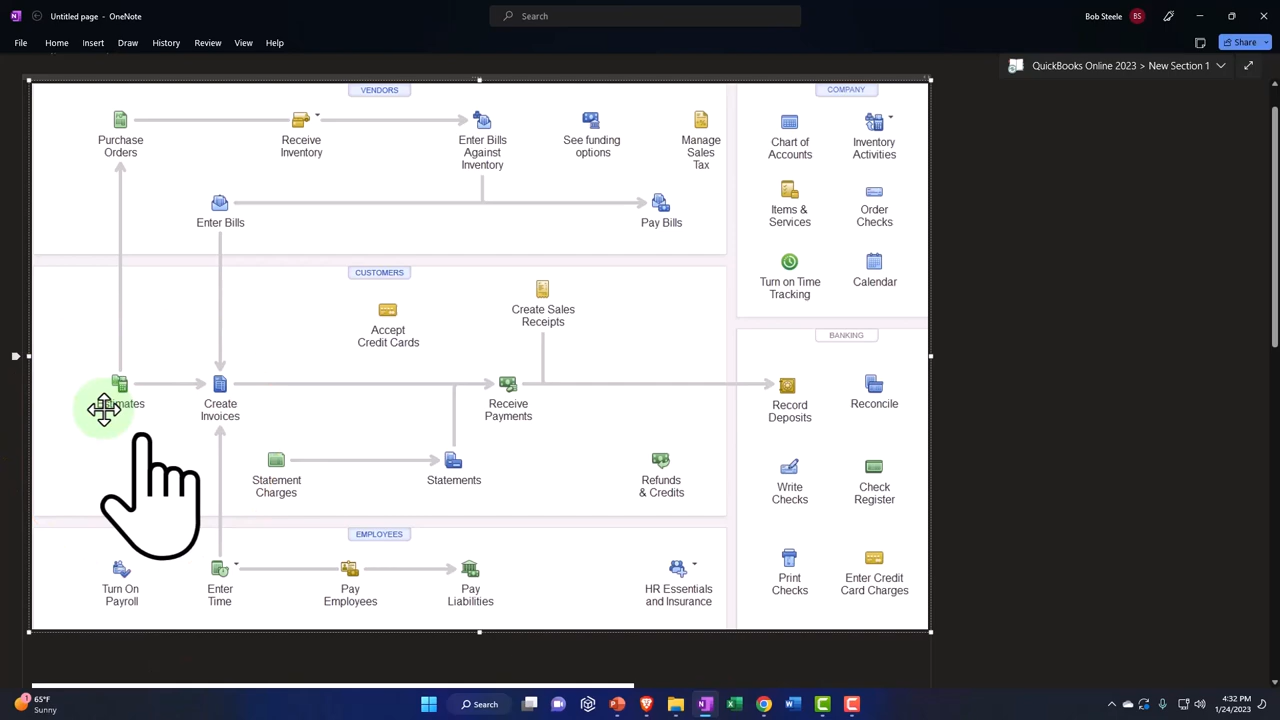 Untitled page - OneNote
Search
Bob Steele
BS
File
Home
Insert
Draw
History
Review
View
Help
Share
QuickBooks Online 2023 > New Section 1
VENDORS
Purchase
Orders
Receive
Inventory
Enter Bills
Against
Inventory
See funding
options
Manage
Sales
Tax
Enter Bills
Pay Bills
COMPANY
Chart of
Accounts
Inventory
Activities
Items &
Services
Order
Checks
Turn on Time
Tracking
Calendar
CUSTOMERS
Accept
Credit Cards
Create Sales
Receipts
Estimates
Create
Invoices
Receive
Payments
Statement
Charges
Statements
Refunds
& Credits
BANKING
Record
Deposits
Reconcile
Write
Checks
Check
Register
Print
Checks
Enter Credit
Card Charges
EMPLOYEES
Turn On
Payroll
Enter
Time
Pay
Employees
Pay
Liabilities
HR Essentials
and Insurance
1
65°F
Sunny
Search
4:32 PM
1/24/2023